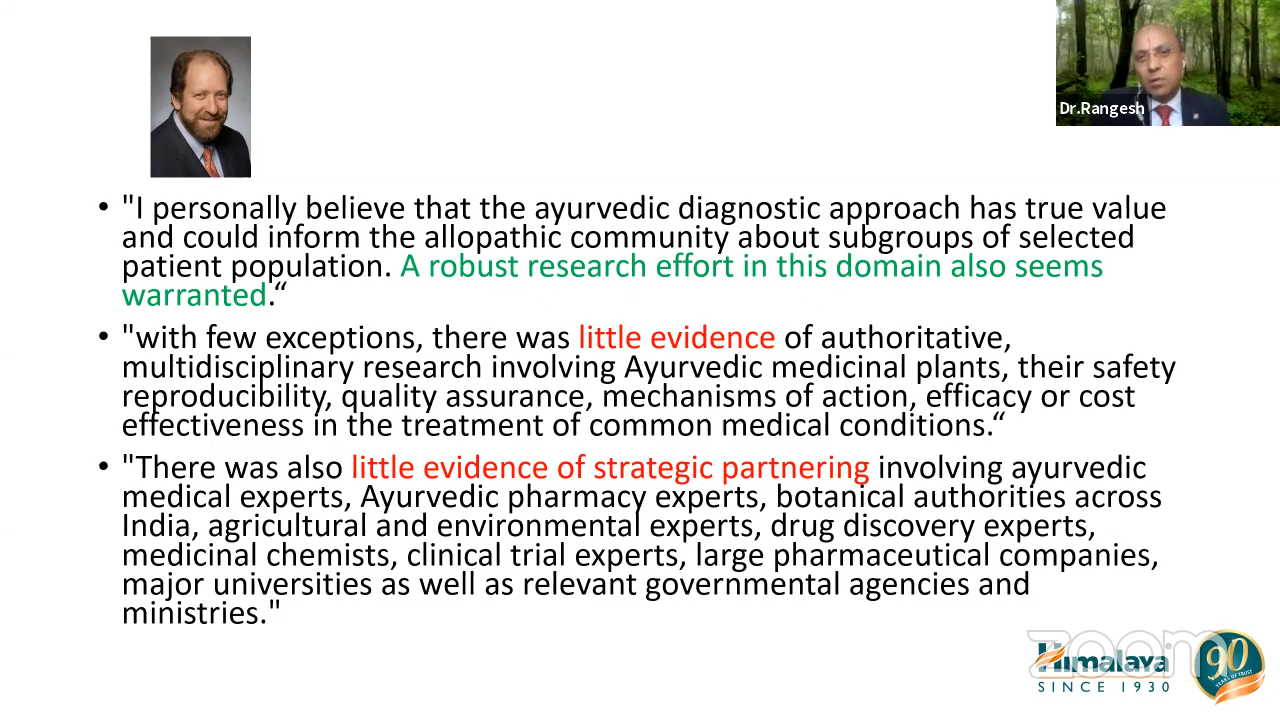 Dr.Rangesh
• "I personally believe that the ayurvedic diagnostic approach has true value
and could inform the allopathic community about subgroups of selected
patient population. A robust research effort in this domain also seems
warranted.“
• "with few exceptions, there was little evidence of authoritative,
multidisciplinary research involving Ayurvedic medicinal plants, their safety
reproducibility, quality assurance, mechanisms of action, efficacy or cost
effectiveness in the treatment of common medical conditions.“
• "There was also little evidence of strategic partnering involving ayurvedic
medical experts, Ayurvedic pharmacy experts, botanical authorities across
India, agricultural and environmental experts, drug discovery experts,
medicinal chemists, clinical trial experts, large pharmaceutical companies,
major universities as well as relevant governmental agencies and
ministries."
zoom
Himalaya
SINCE 1930
90
YEARS OF TRUST